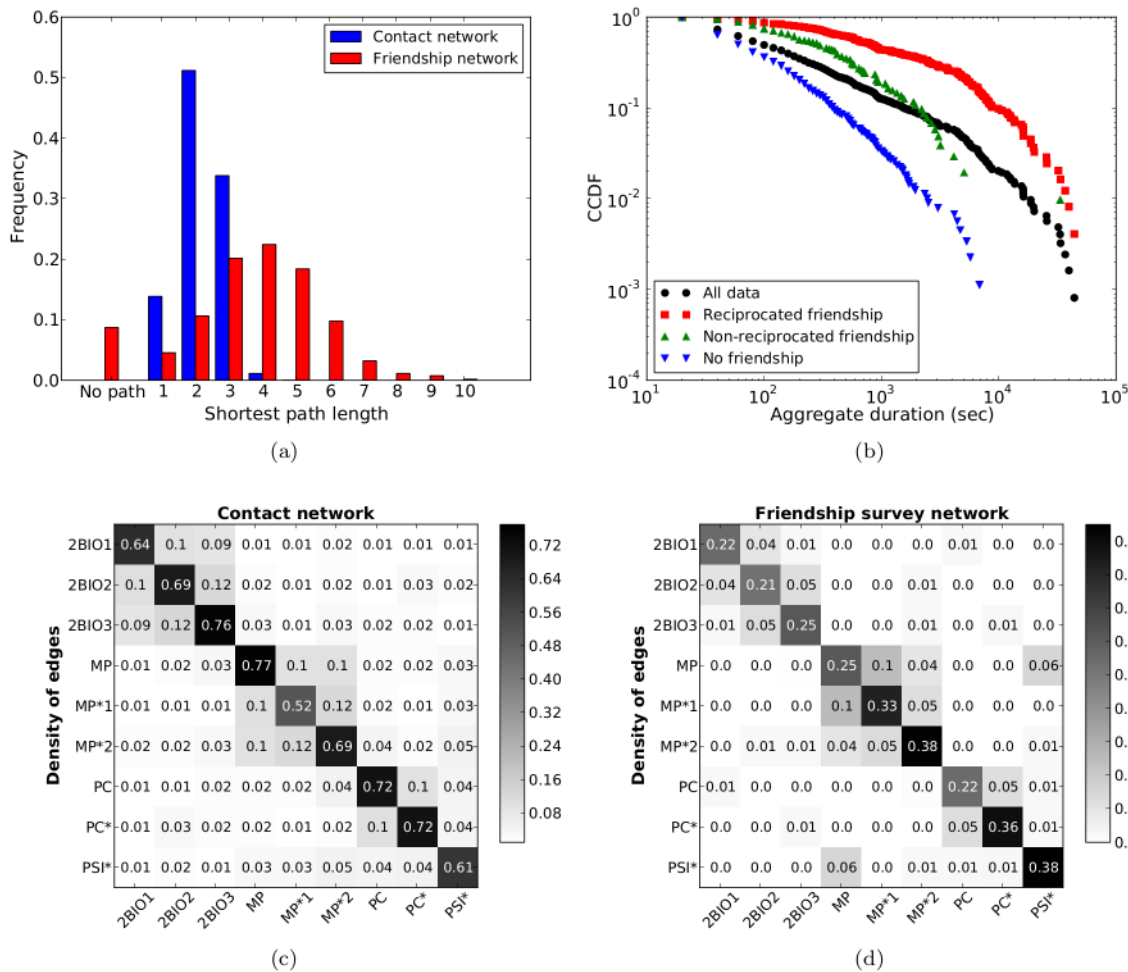 0.6
0.5
0.4
0.3
0.2
0.1
0.0
Frequency
Contact network
Friendship network
No path 1 2 3 4 5 6 7 8 9 10
Shortest path length
(a)
10^0
10^-1
10^-2
10^-3
10^-4
CCDF
All data
Reciprocated friendship
Non-reciprocated friendship
No friendship
10^1 10^2 10^3 10^4 10^5
Aggregate duration (sec)
(b)
Contact network
Density of edges
2BIO1 0.64 0.1 0.09 0.01 0.01 0.02 0.01 0.01 0.01
2BIO2 0.1 0.69 0.12 0.02 0.01 0.02 0.01 0.03 0.02
2BIO3 0.09 0.12 0.76 0.03 0.01 0.03 0.02 0.02 0.01
MP 0.01 0.02 0.03 0.77 0.1 0.1 0.02 0.02 0.03
MP*1 0.01 0.01 0.01 0.1 0.52 0.12 0.02 0.01 0.03
MP*2 0.02 0.02 0.03 0.1 0.12 0.69 0.04 0.02 0.05
PC 0.01 0.01 0.02 0.02 0.02 0.04 0.72 0.1 0.04
PC* 0.01 0.03 0.02 0.02 0.01 0.02 0.1 0.72 0.04
PSI* 0.01 0.02 0.01 0.03 0.03 0.05 0.04 0.04 0.61
2BIO1 2BIO2 2BIO3 MP MP*1 MP*2 PC PC* PSI*
0.72
0.64
0.56
0.48
0.40
0.32
0.24
0.16
0.08
(c)
Friendship survey network
Density of edges
2BIO1 0.22 0.04 0.01 0.0 0.0 0.0 0.01 0.0 0.0
2BIO2 0.04 0.21 0.05 0.0 0.0 0.01 0.0 0.0 0.0
2BIO3 0.01 0.05 0.25 0.0 0.0 0.01 0.0 0.01 0.0
MP 0.0 0.0 0.0 0.25 0.1 0.04 0.0 0.0 0.06
MP*1 0.0 0.0 0.0 0.1 0.33 0.05 0.0 0.0 0.0
MP*2 0.0 0.01 0.01 0.04 0.05 0.38 0.0 0.0 0.01
PC 0.01 0.0 0.0 0.0 0.0 0.0 0.22 0.05 0.01
PC* 0.0 0.0 0.01 0.0 0.0 0.0 0.05 0.36 0.01
PSI* 0.0 0.0 0.0 0.06 0.0 0.01 0.01 0.01 0.38
2BIO1 2BIO2 2BIO3 MP MP*1 MP*2 PC PC* PSI*
(d)